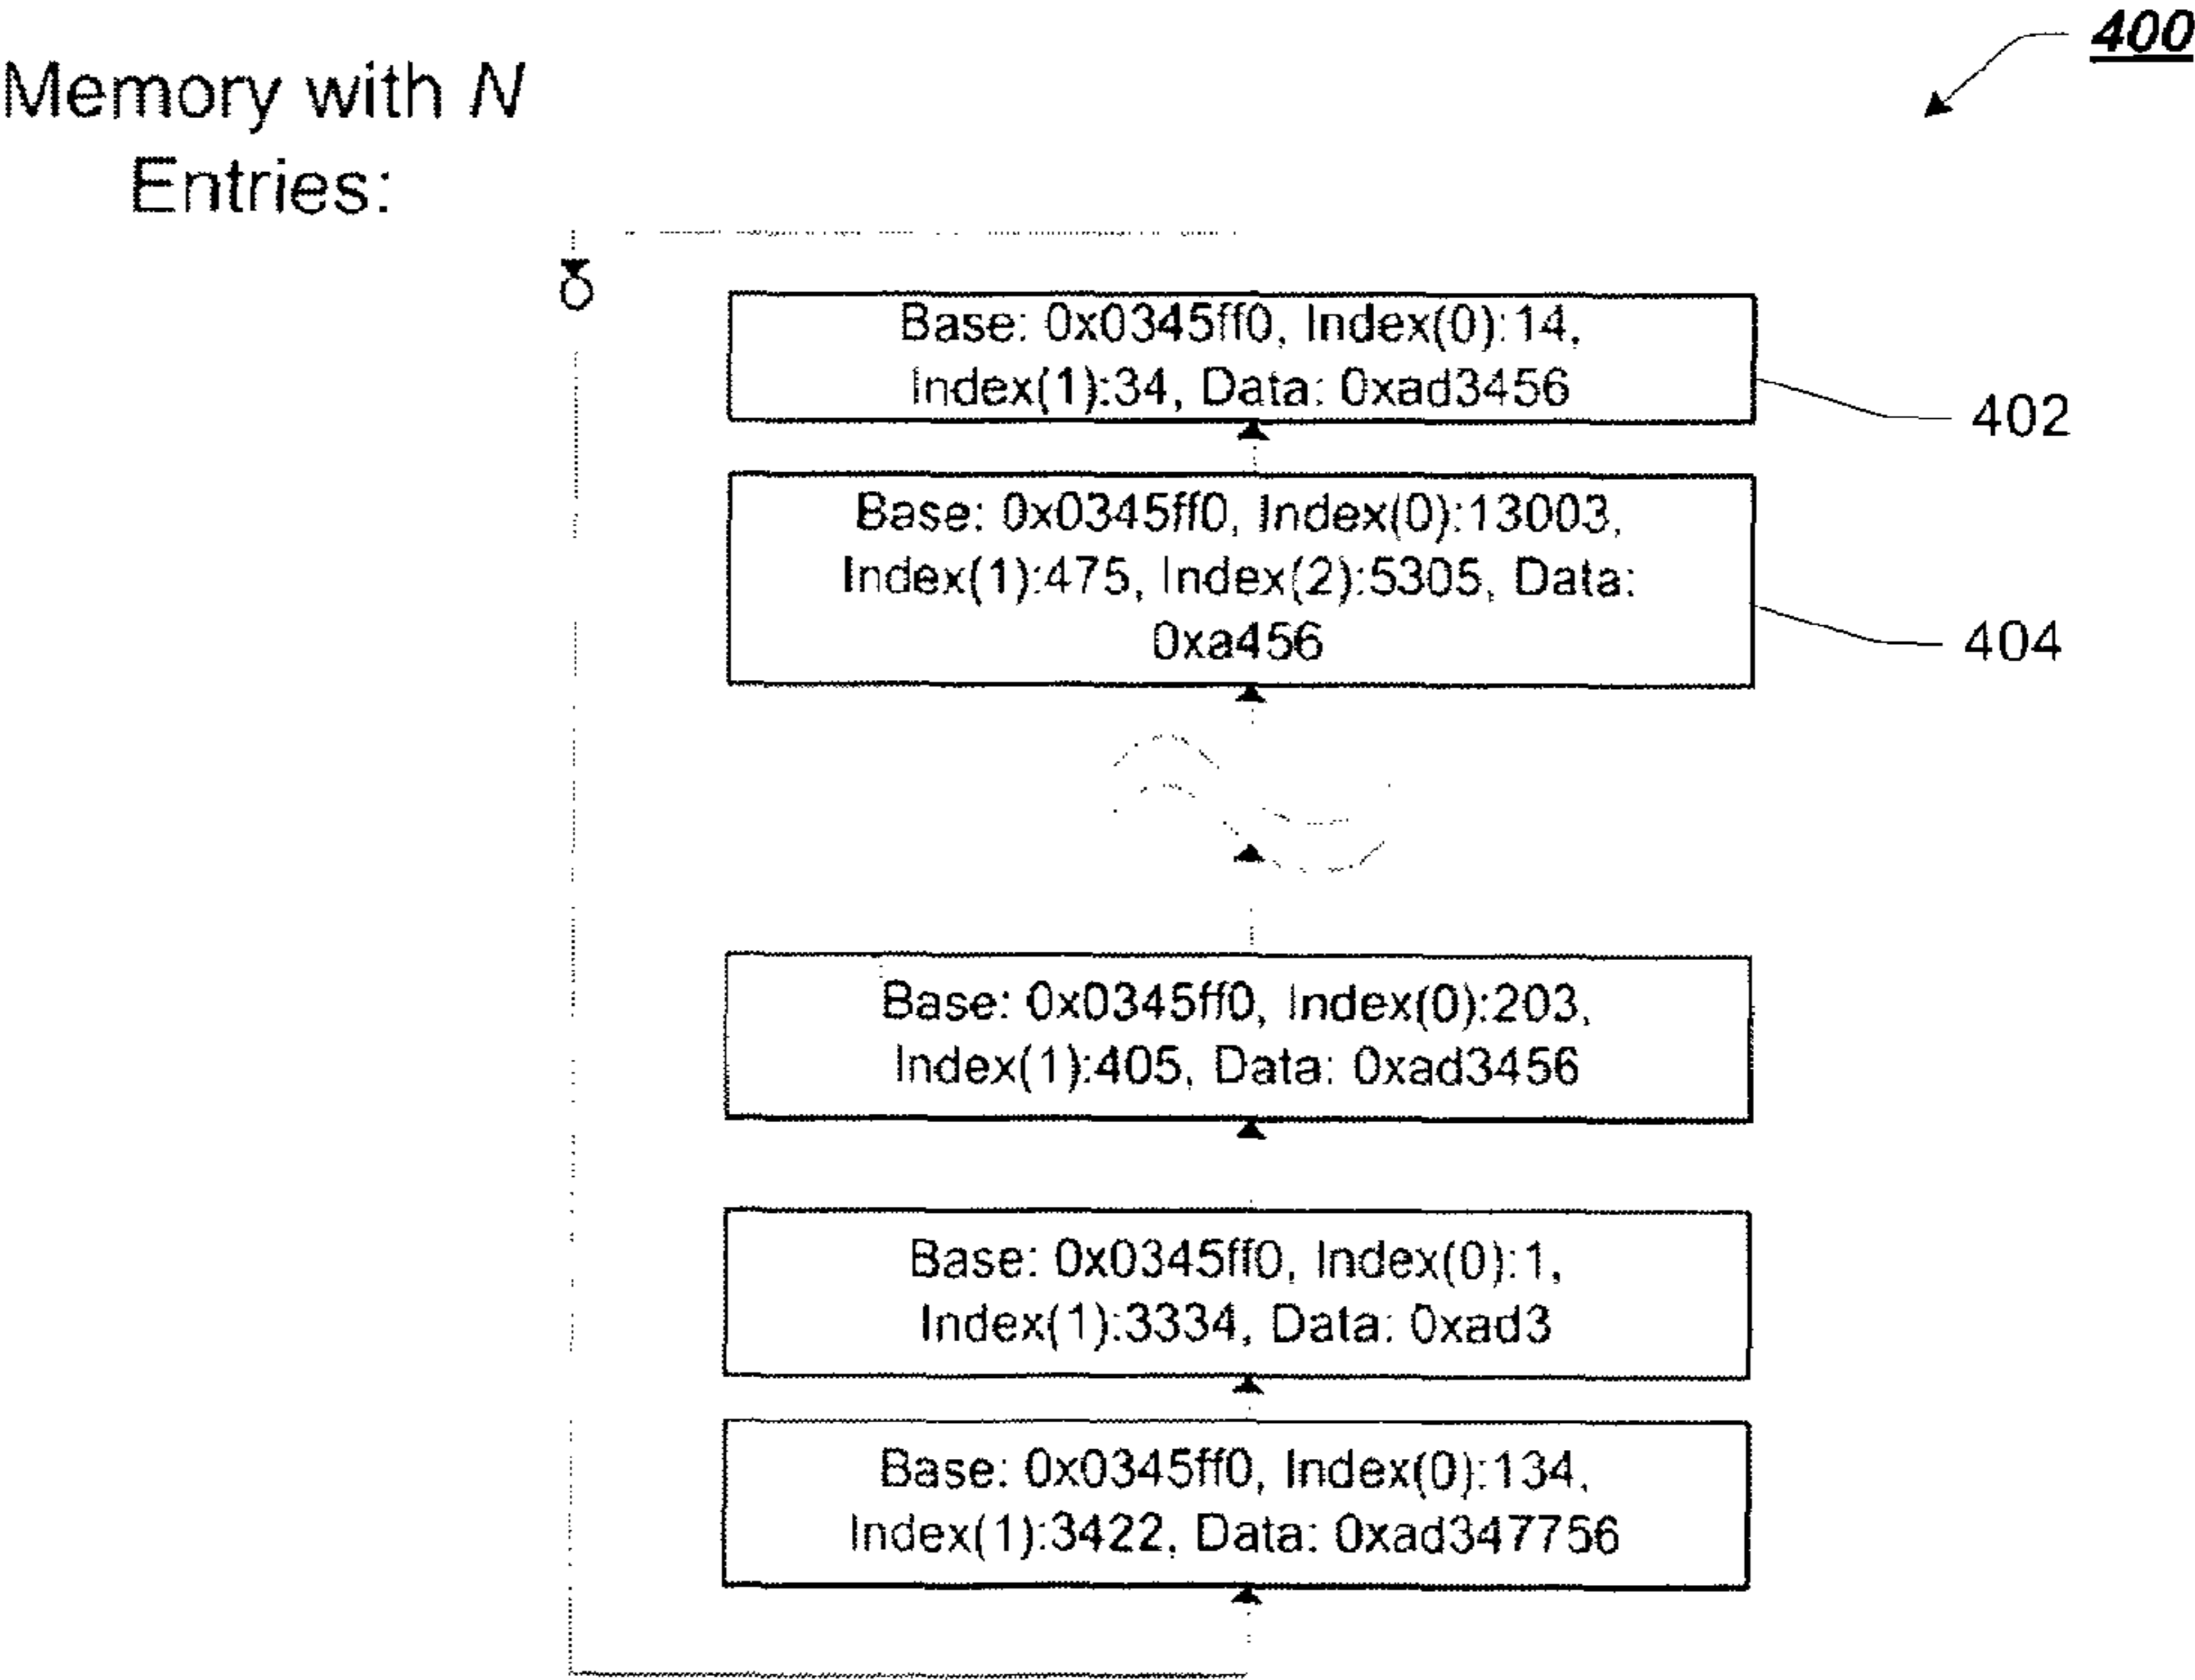 400
Memory with N
Entries:
Base: 0x0345ff0, Index(0):14,
Index(1):34, Data: 0xad3456
402
Base: 0x0345ff0, Index(0):13003,
Index(1):475, Index(2):5305, Data:
0xa456
404
Base: 0x0345ff0, Index(0):203,
Index(1):405, Data: 0xad3456
Base: 0x0345ff0, Index(0):1,
Index(1):3334, Data: 0xad3
Base: 0x0345ff0, Index(0):134,
Index(1):3422, Data: 0xad347756